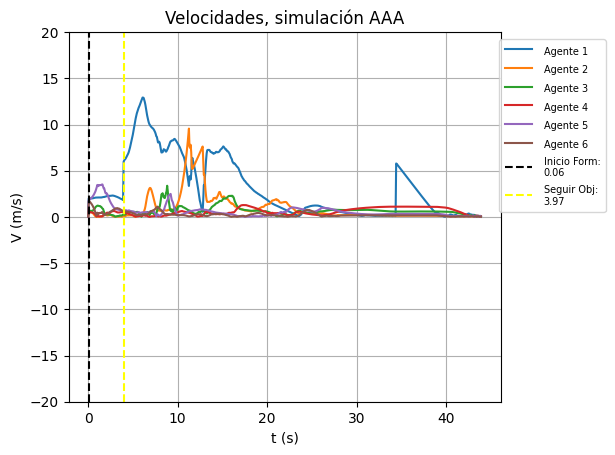 Velocidades, simulación AAA
V (m/s)
20
15
10
5
0
−5
−10
−15
−20
0
10
20
30
40
t (s)
Agente 1
Agente 2
Agente 3
Agente 4
Agente 5
Agente 6
Inicio Form:
0.06
Seguir Obj:
3.97